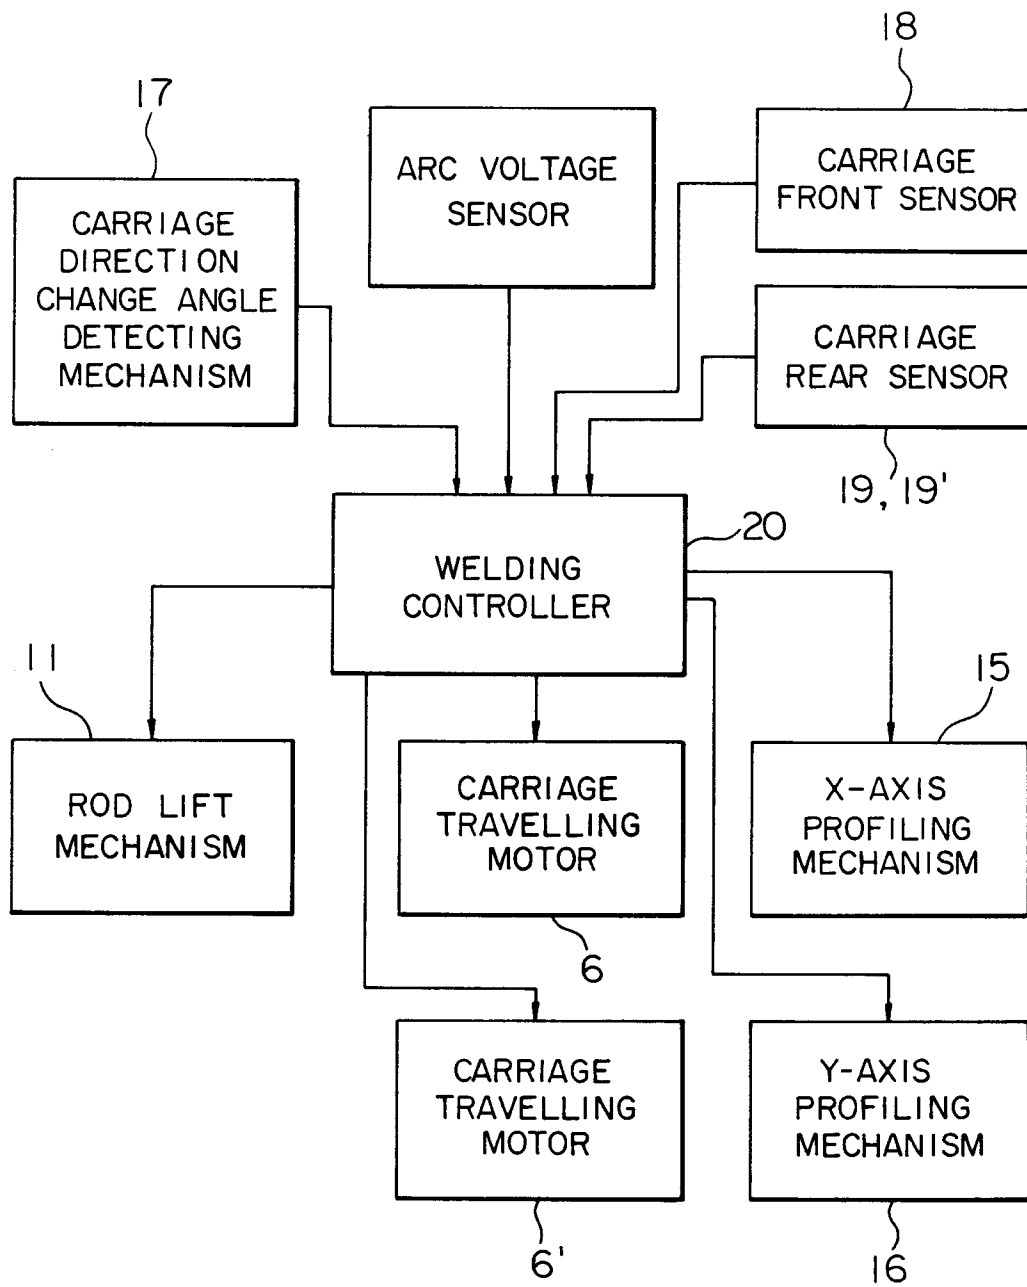 18
17
ARC VOLTAGE
SENSOR
CARRIAGE
FRONT SENSOR
CARRIAGE
DIRECTION
CHANGE ANGLE
DETECTING
MECHANISM
CARRIAGE
REAR SENSOR
19, 19'
20
WELDING
CONTROLLER
11
15
ROD LIFT
MECHANISM
CARRIAGE
TRAVELLING
MOTOR
X-AXIS
PROFILING
MECHANISM
6
CARRIAGE
TRAVELLING
MOTOR
Y-AXIS
PROFILING
MECHANISM
6'
16